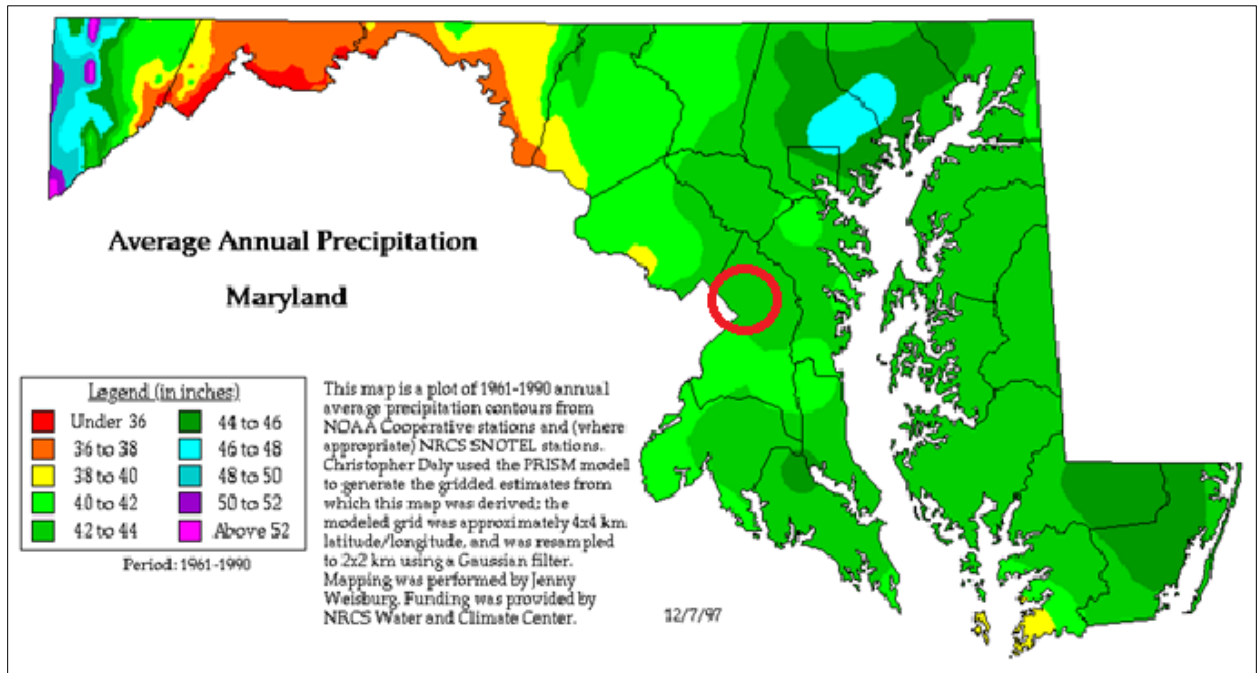 Average Annual Precipitation
Maryland
Legend (in inches)
Under 36
36 to 38
38 to 40
40 to 42
42 to 44
44 to 46
46 to 48
48 to 50
50 to 52
Above 52
Period: 1961-1990
This map is a plot of 1961-1990 annual
average precipitation contours from
NOAA Cooperative stations and (where
appropriate) NRCS SNOTEL stations.
Christopher Daly used the PRISM model
to generate the gridded estimates from
which this map was derived; the
modeled grid was approximately 4x4 km
latitude/longitude, and was resampled
to 2x2 km using a Gaussian filter.
Mapping was performed by Jenny
Weisburg. Funding was provided by
NRCS Water and Climate Center.
12/7/97